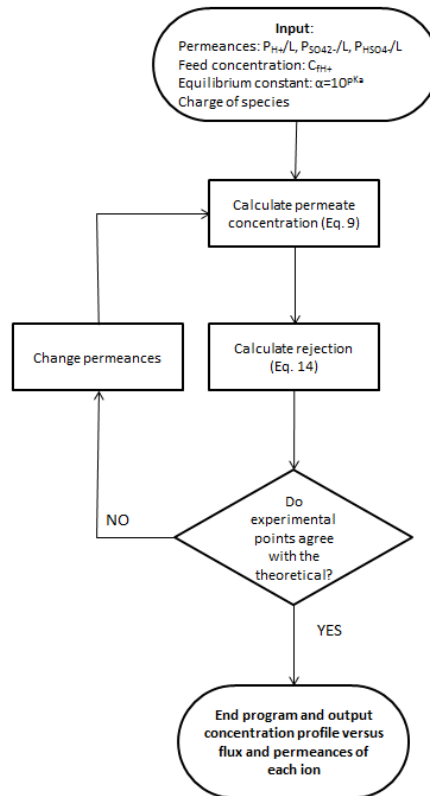 Input:
Permeances: PH+/L, PSO42-/L, PHSO4-/L
Feed concentration: CfH+
Equilibrium constant: α=10^pKa
Charge of species
Calculate permeate
concentration (Eq. 9)
Change permeances
Calculate rejection
(Eq. 14)
Do
experimental
points agree
with the
theoretical?
NO
YES
End program and output
concentration profile versus
flux and permeances of
each ion